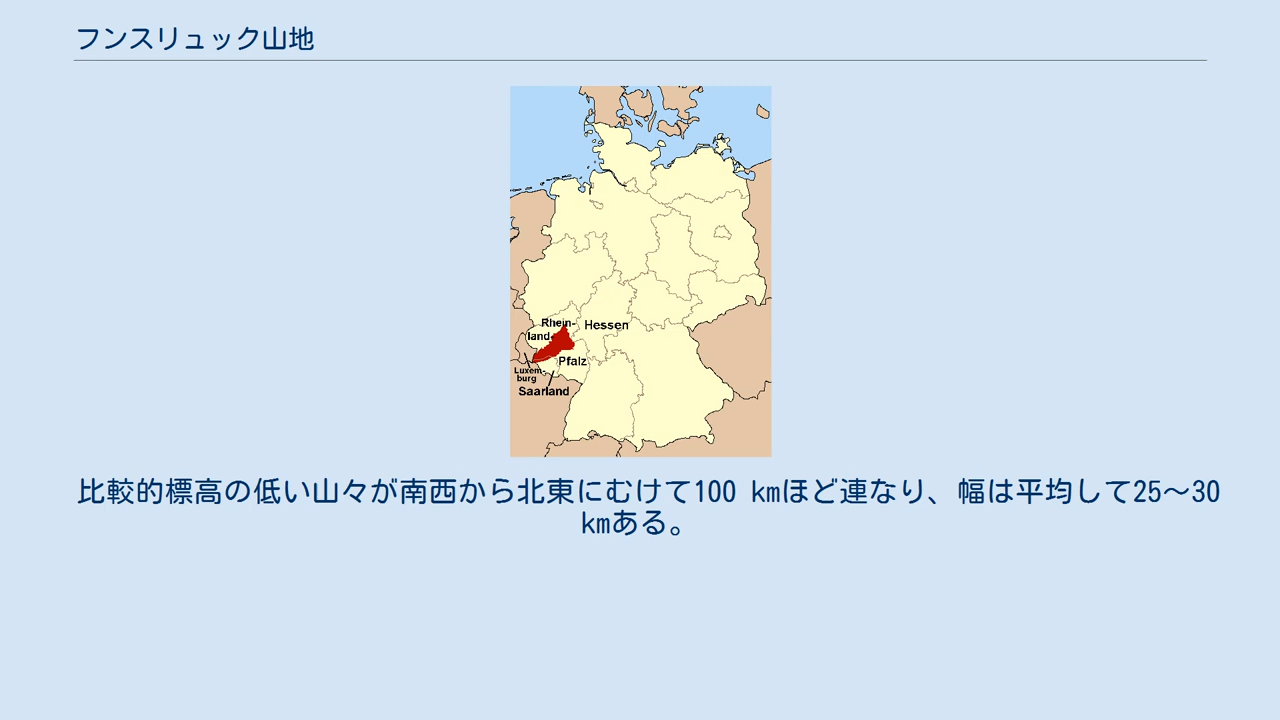 フンスリュック山地
Rhein-
Hessen
land-
Pfalz
Luxem-
burg
Saarland
比較的標高の低い山々が南西から北東にむけて100 kmほど連なり、幅は平均して25～30
kmある。